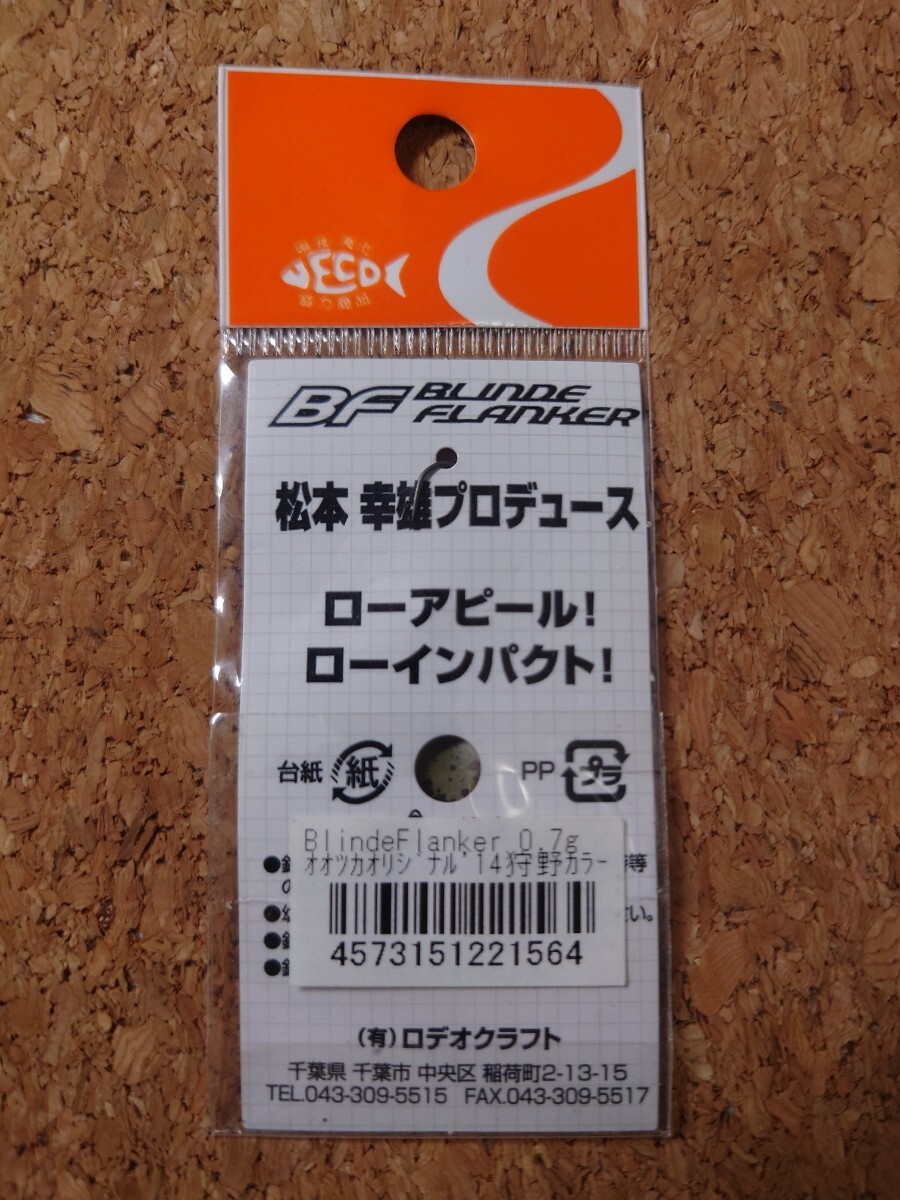 ECO
BF BLINDE
FLANKER
松本 幸雄プロデュース
ローアピール!
ローインパクト!
台紙 紙 PP プラ
BlindeFlanker 0.7g
ｵｵﾂｶｵﾘｼﾞﾅﾙ'14狩野ｶﾗｰ
等
の
い。
4573151221564
(有)ロデオクラフト
千葉県 千葉市 中央区 稲荷町2-13-15
TEL.043-309-5515 FAX.043-309-5517